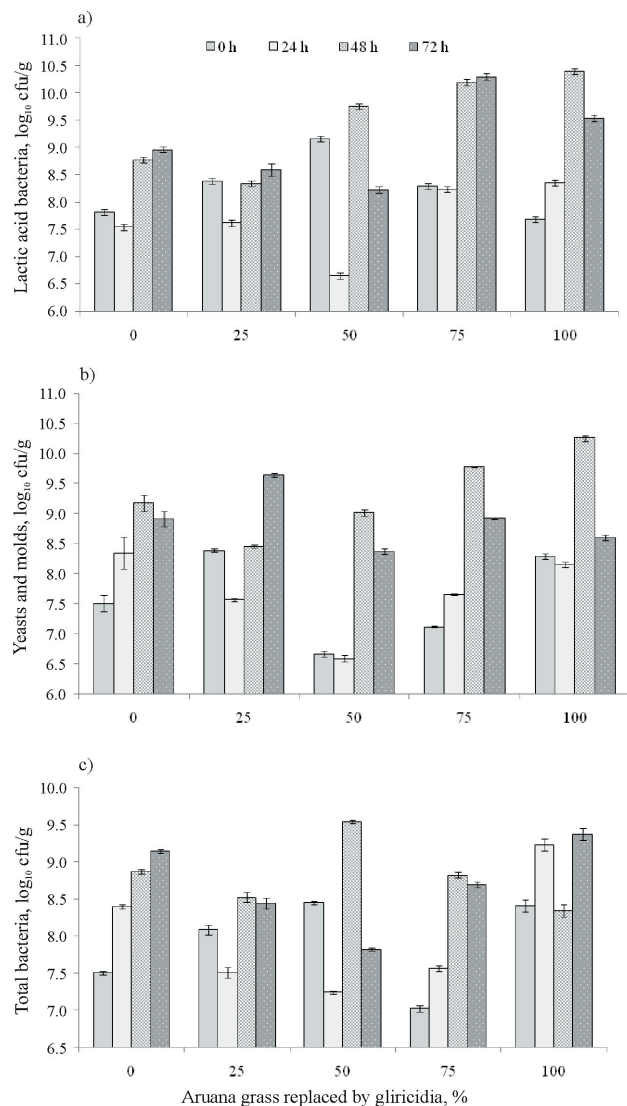 a)
0 h 24 h 48 h 72 h
Lactic acid bacteria, log₁₀ cfu/g
11.0
10.5
10.0
9.5
9.0
8.5
8.0
7.5
7.0
6.5
6.0
0 25 50 75 100
b)
Yeasts and molds, log₁₀ cfu/g
11.0
10.5
10.0
9.5
9.0
8.5
8.0
7.5
7.0
6.5
6.0
0 25 50 75 100
c)
Total bacteria, log₁₀ cfu/g
10.0
9.5
9.0
8.5
8.0
7.5
7.0
6.5
0 25 50 75 100
Aruana grass replaced by gliricidia, %